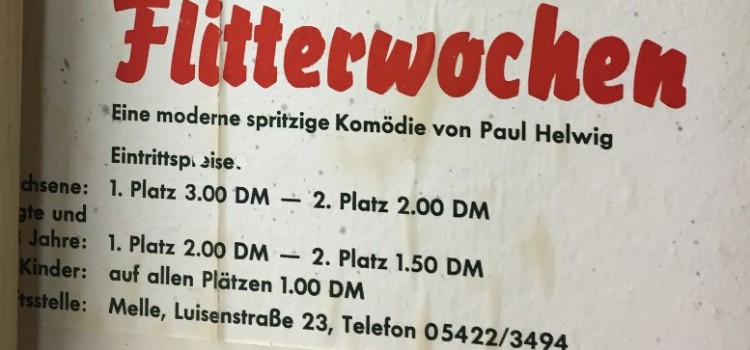 Flitterwochen
Eine moderne spritzige Komödie von Paul Helwig
Eintrittspreise.
chsene: 1. Platz 3.00 DM — 2. Platz 2.00 DM
gte und
Jahre: 1. Platz 2.00 DM — 2. Platz 1.50 DM
Kinder: auf allen Plätzen 1.00 DM
tsstelle: Melle, Luisenstraße 23, Telefon 05422/3494